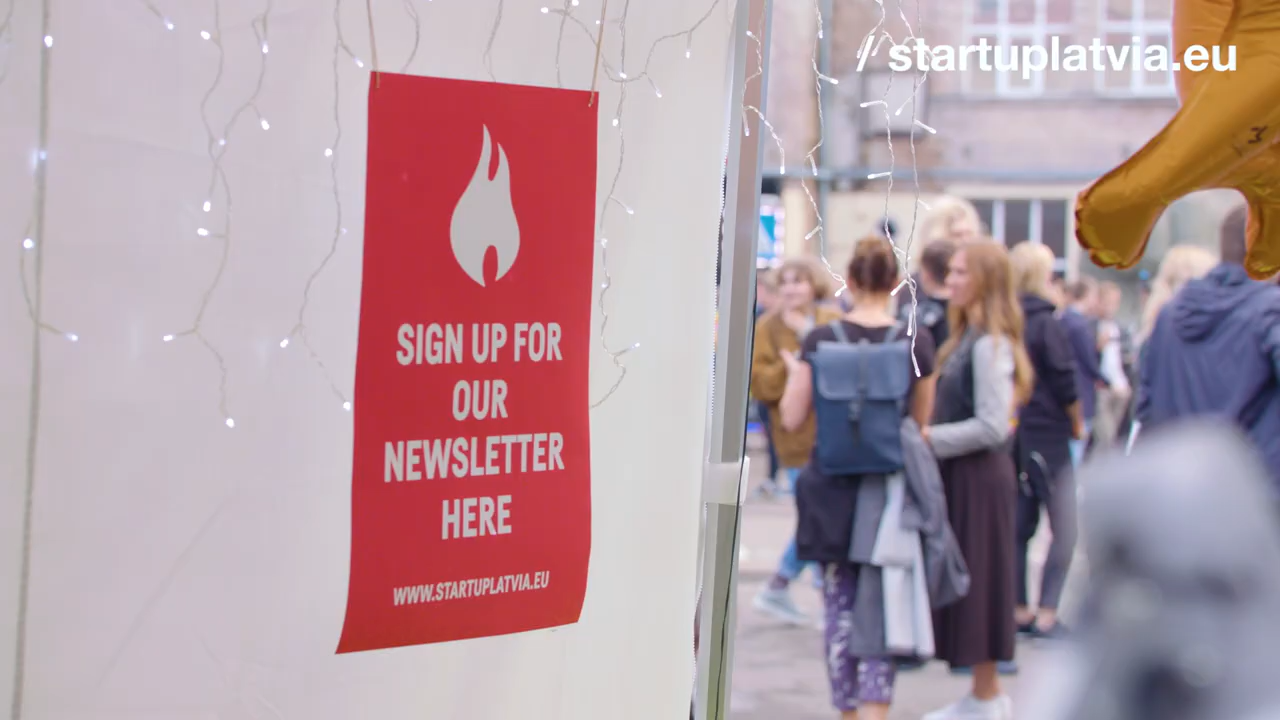 / startuplatvia.eu
SIGN UP FOR
OUR
NEWSLETTER
HERE
WWW.STARTUPLATVIA.EU